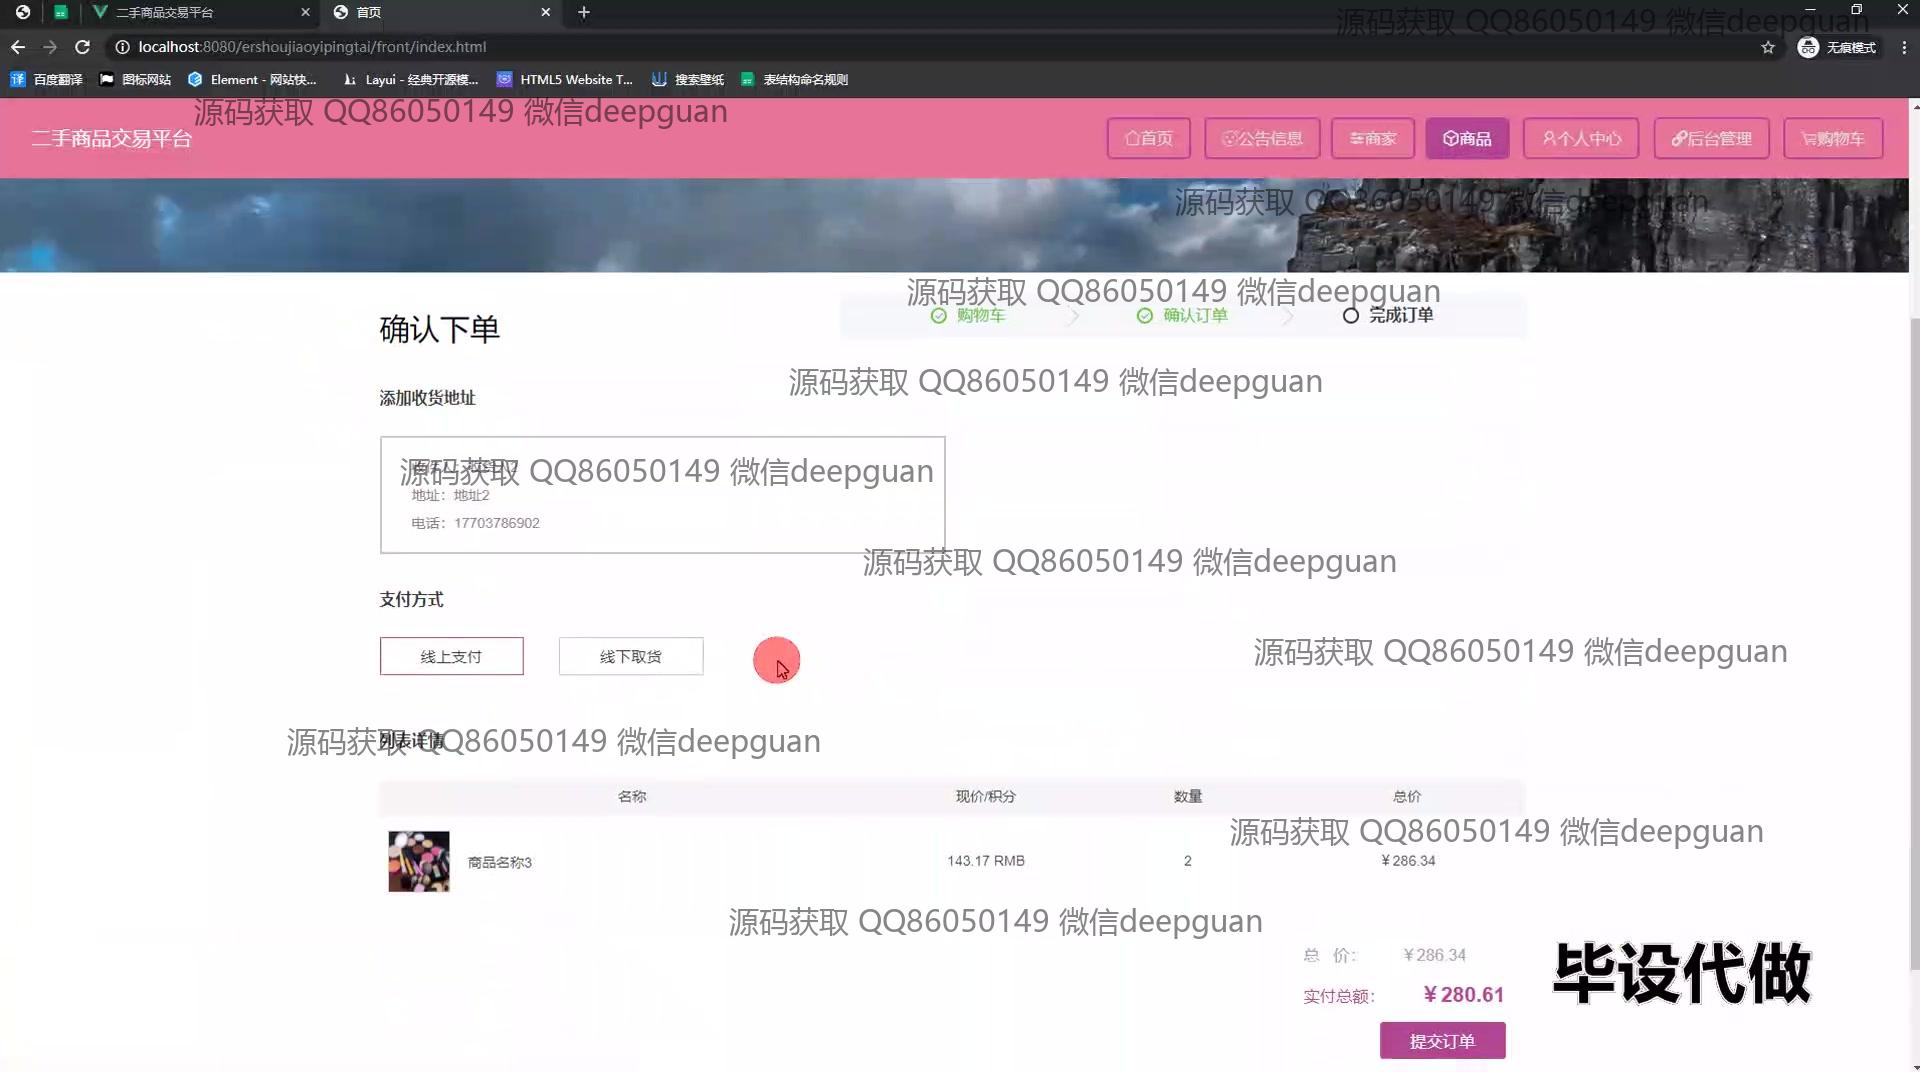 二手商品交易平台
首页
源码获取 QQ86050149 微信deepguan
localhost:8080/ershoujiaoyipingtai/front/index.html
无痕模式
百度翻译
图标网站
Element - 网站快...
Layui - 经典开源模...
HTML5 Website T...
搜索壁纸
表结构命名规则
源码获取 QQ86050149 微信deepguan
二手商品交易平台
首页
公告信息
商家
商品
个人中心
后台管理
购物车
源码获取 QQ86050149 微信deepguan
源码获取 QQ86050149 微信deepguan
确认下单
购物车
确认订单
完成订单
源码获取 QQ86050149 微信deepguan
添加收货地址
源码获取 QQ86050149 微信deepguan
地址：地址2
电话：17703786902
源码获取 QQ86050149 微信deepguan
支付方式
线上支付
线下取货
源码获取 QQ86050149 微信deepguan
源码获取 QQ86050149 微信deepguan
列表详情
名称 现价/积分 数量 总价
源码获取 QQ86050149 微信deepguan
商品名称3 143.17 RMB 2 ￥286.34
源码获取 QQ86050149 微信deepguan
总 价： ￥286.34
实付总额： ￥280.61
毕设代做
提交订单